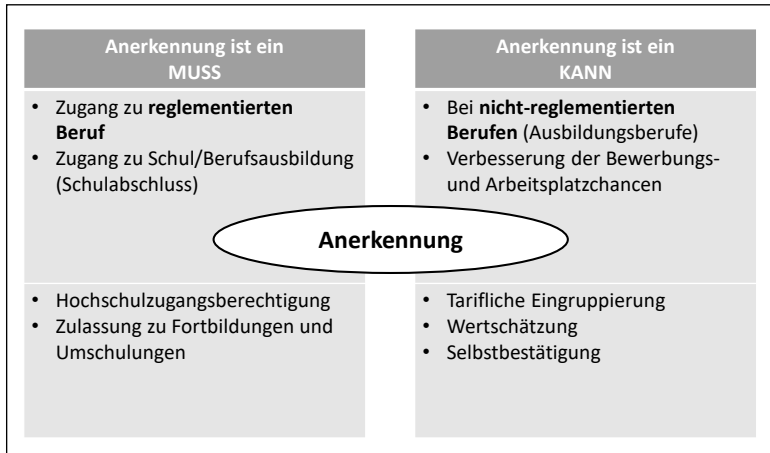 Anerkennung ist ein
MUSS
• Zugang zu reglementierten
Beruf
• Zugang zu Schul/Berufsausbildung
(Schulabschluss)
Anerkennung ist ein
KANN
• Bei nicht-reglementierten
Berufen (Ausbildungsberufe)
• Verbesserung der Bewerbungs-
und Arbeitsplatzchancen
Anerkennung
• Hochschulzugangsberechtigung
• Zulassung zu Fortbildungen und
Umschulungen
• Tarifliche Eingruppierung
• Wertschätzung
• Selbstbestätigung